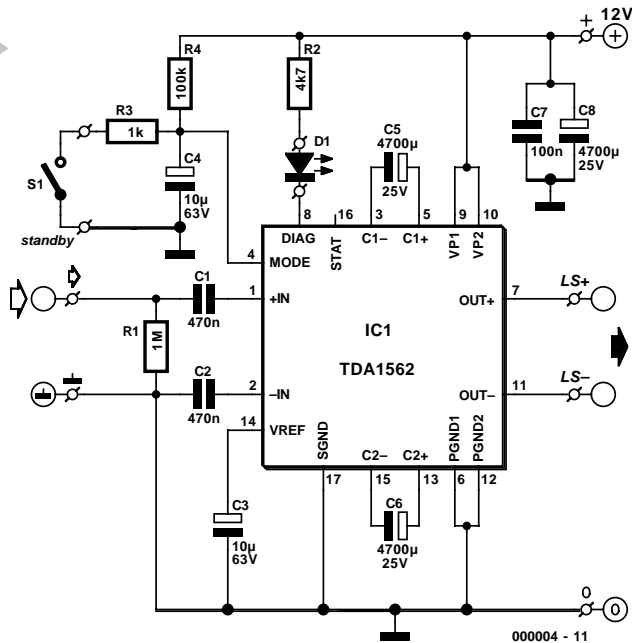 + 12V
R4
100k
R2
4k7
R3
1k
C4
10µ
63V
S1
standby
D1
C5
4700µ
25V
C7
100n
C8
4700µ
25V
8
16
3
5
9
10
DIAG
STAT
C1–
C1+
VP1
VP2
4
MODE
C1
470n
1
+IN
R1
1M
IC1
TDA1562
7
OUT+
LS+
C2
470n
2
–IN
11
OUT–
LS–
14
VREF
SGND
C2–
C2+
PGND1
PGND2
17
15
13
6
12
C3
10µ
63V
C6
4700µ
25V
0
0
000004 - 11